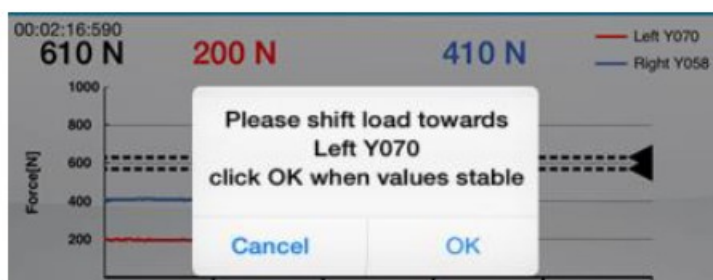 00:02:16:590
610 N 200 N 410 N
Left Y070
Right Y058
1000
800
600
400
200
Force[N]
Please shift load towards
Left Y070
click OK when values stable
Cancel OK